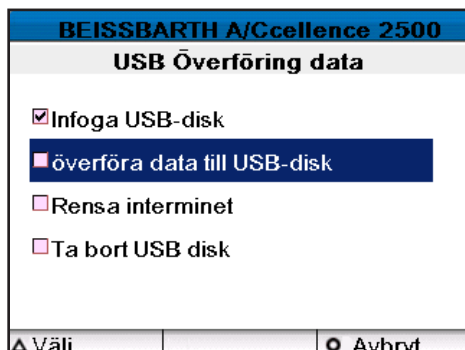 BEISSBARTH A/Ccellence 2500
USB Överföring data
Infoga USB-disk
överföra data till USB-disk
Rensa interminet
Ta bort USB disk
Välj Avbryt